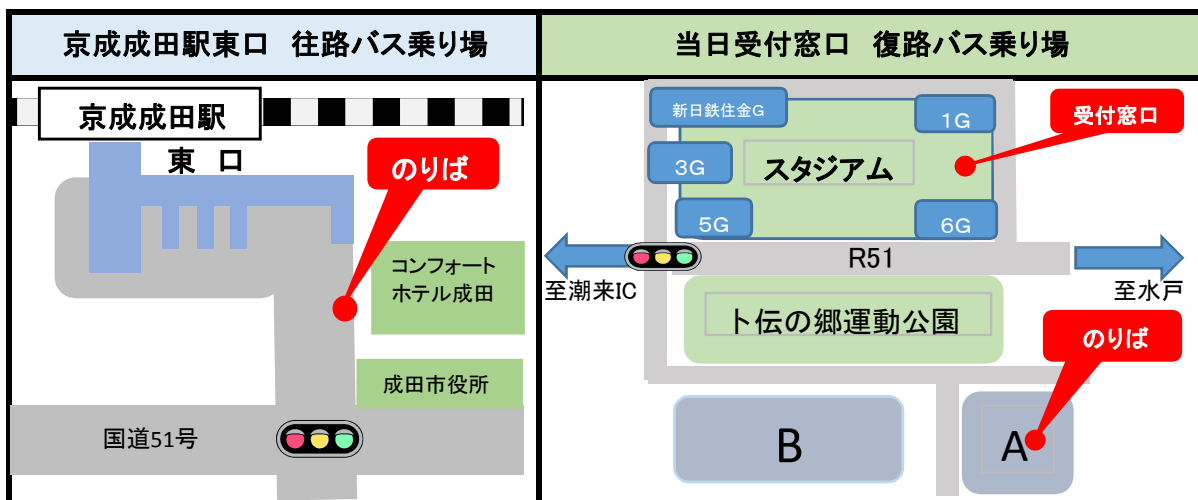 京成成田駅東口 往路バス乗り場
京成成田駅
東 口
のりば
コンフォート
ホテル成田
成田市役所
国道51号
当日受付窓口 復路バス乗り場
新日鉄住金G
1G
受付窓口
3G
スタジアム
5G
6G
R51
至潮来IC
至水戸
卜伝の郷運動公園
のりば
B
A